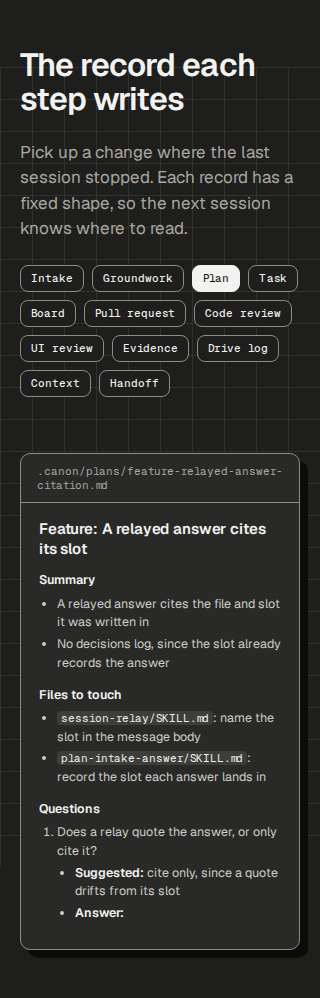 The record each
step writes
Pick up a change where the last
session stopped. Each record has a
fixed shape, so the next session
knows where to read.
Intake Groundwork Plan Task
Board Pull request Code review
UI review Evidence Drive log
Context Handoff
.canon/plans/feature-relayed-answer-
citation.md
Feature: A relayed answer cites
its slot
Summary
• A relayed answer cites the file and slot
it was written in
• No decisions log, since the slot already
records the answer
Files to touch
• session-relay/SKILL.md: name the
slot in the message body
• plan-intake-answer/SKILL.md:
record the slot each answer lands in
Questions
1. Does a relay quote the answer, or only
cite it?
• Suggested: cite only, since a quote
drifts from its slot
• Answer: